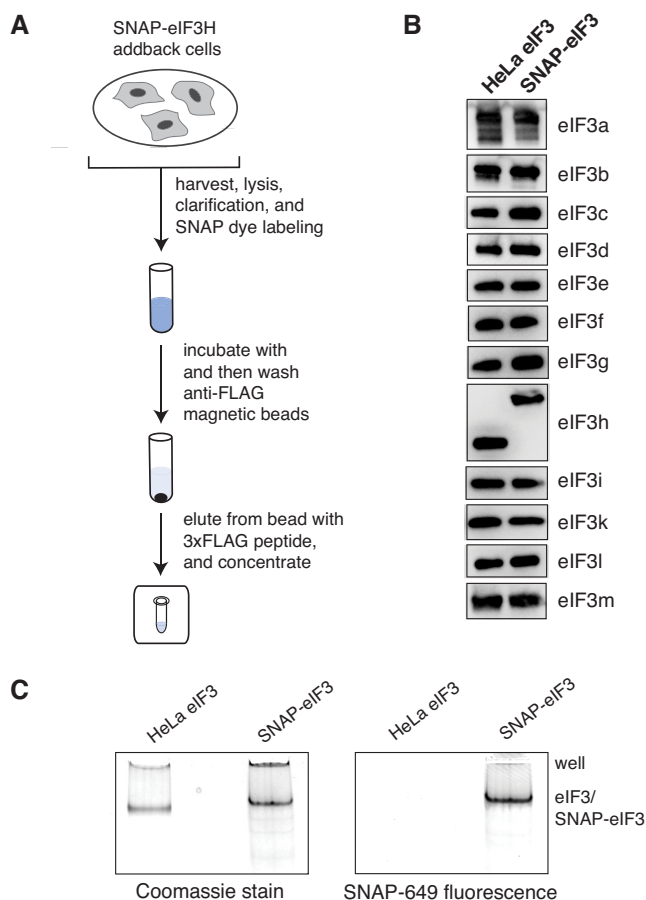 A
SNAP-eIF3H
addback cells
harvest, lysis,
clarification, and
SNAP dye labeling
incubate with
and then wash
anti-FLAG
magnetic beads
elute from bead with
3xFLAG peptide,
and concentrate
B
HeLa eIF3
SNAP-eIF3
eIF3a
eIF3b
eIF3c
eIF3d
eIF3e
eIF3f
eIF3g
eIF3h
eIF3i
eIF3k
eIF3l
eIF3m
C
HeLa eIF3
SNAP-eIF3
HeLa eIF3
SNAP-eIF3
well
eIF3/
SNAP-eIF3
Coomassie stain
SNAP-649 fluorescence